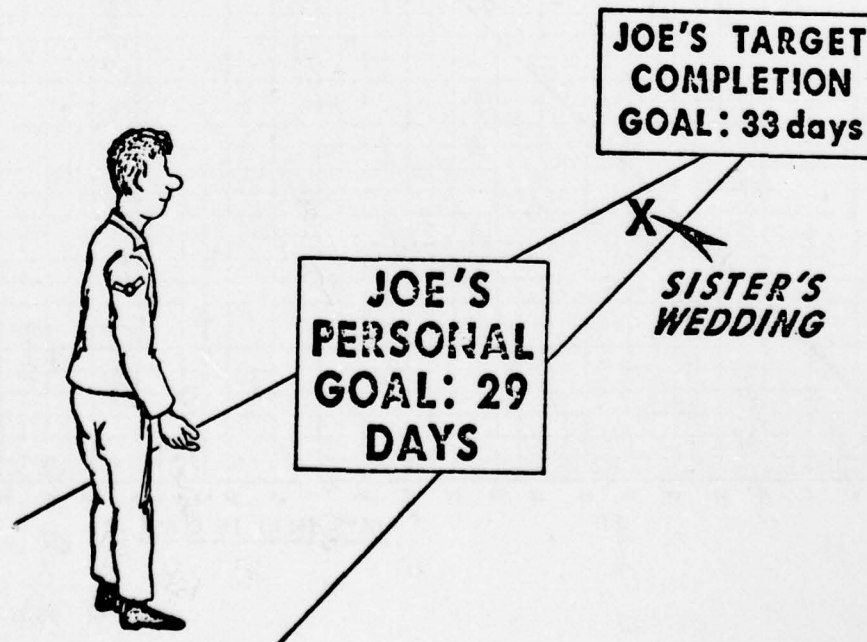 JOE'S TARGET
COMPLETION
GOAL: 33 days
X
SISTER'S
WEDDING
JOE'S
PERSONAL
GOAL: 29
DAYS